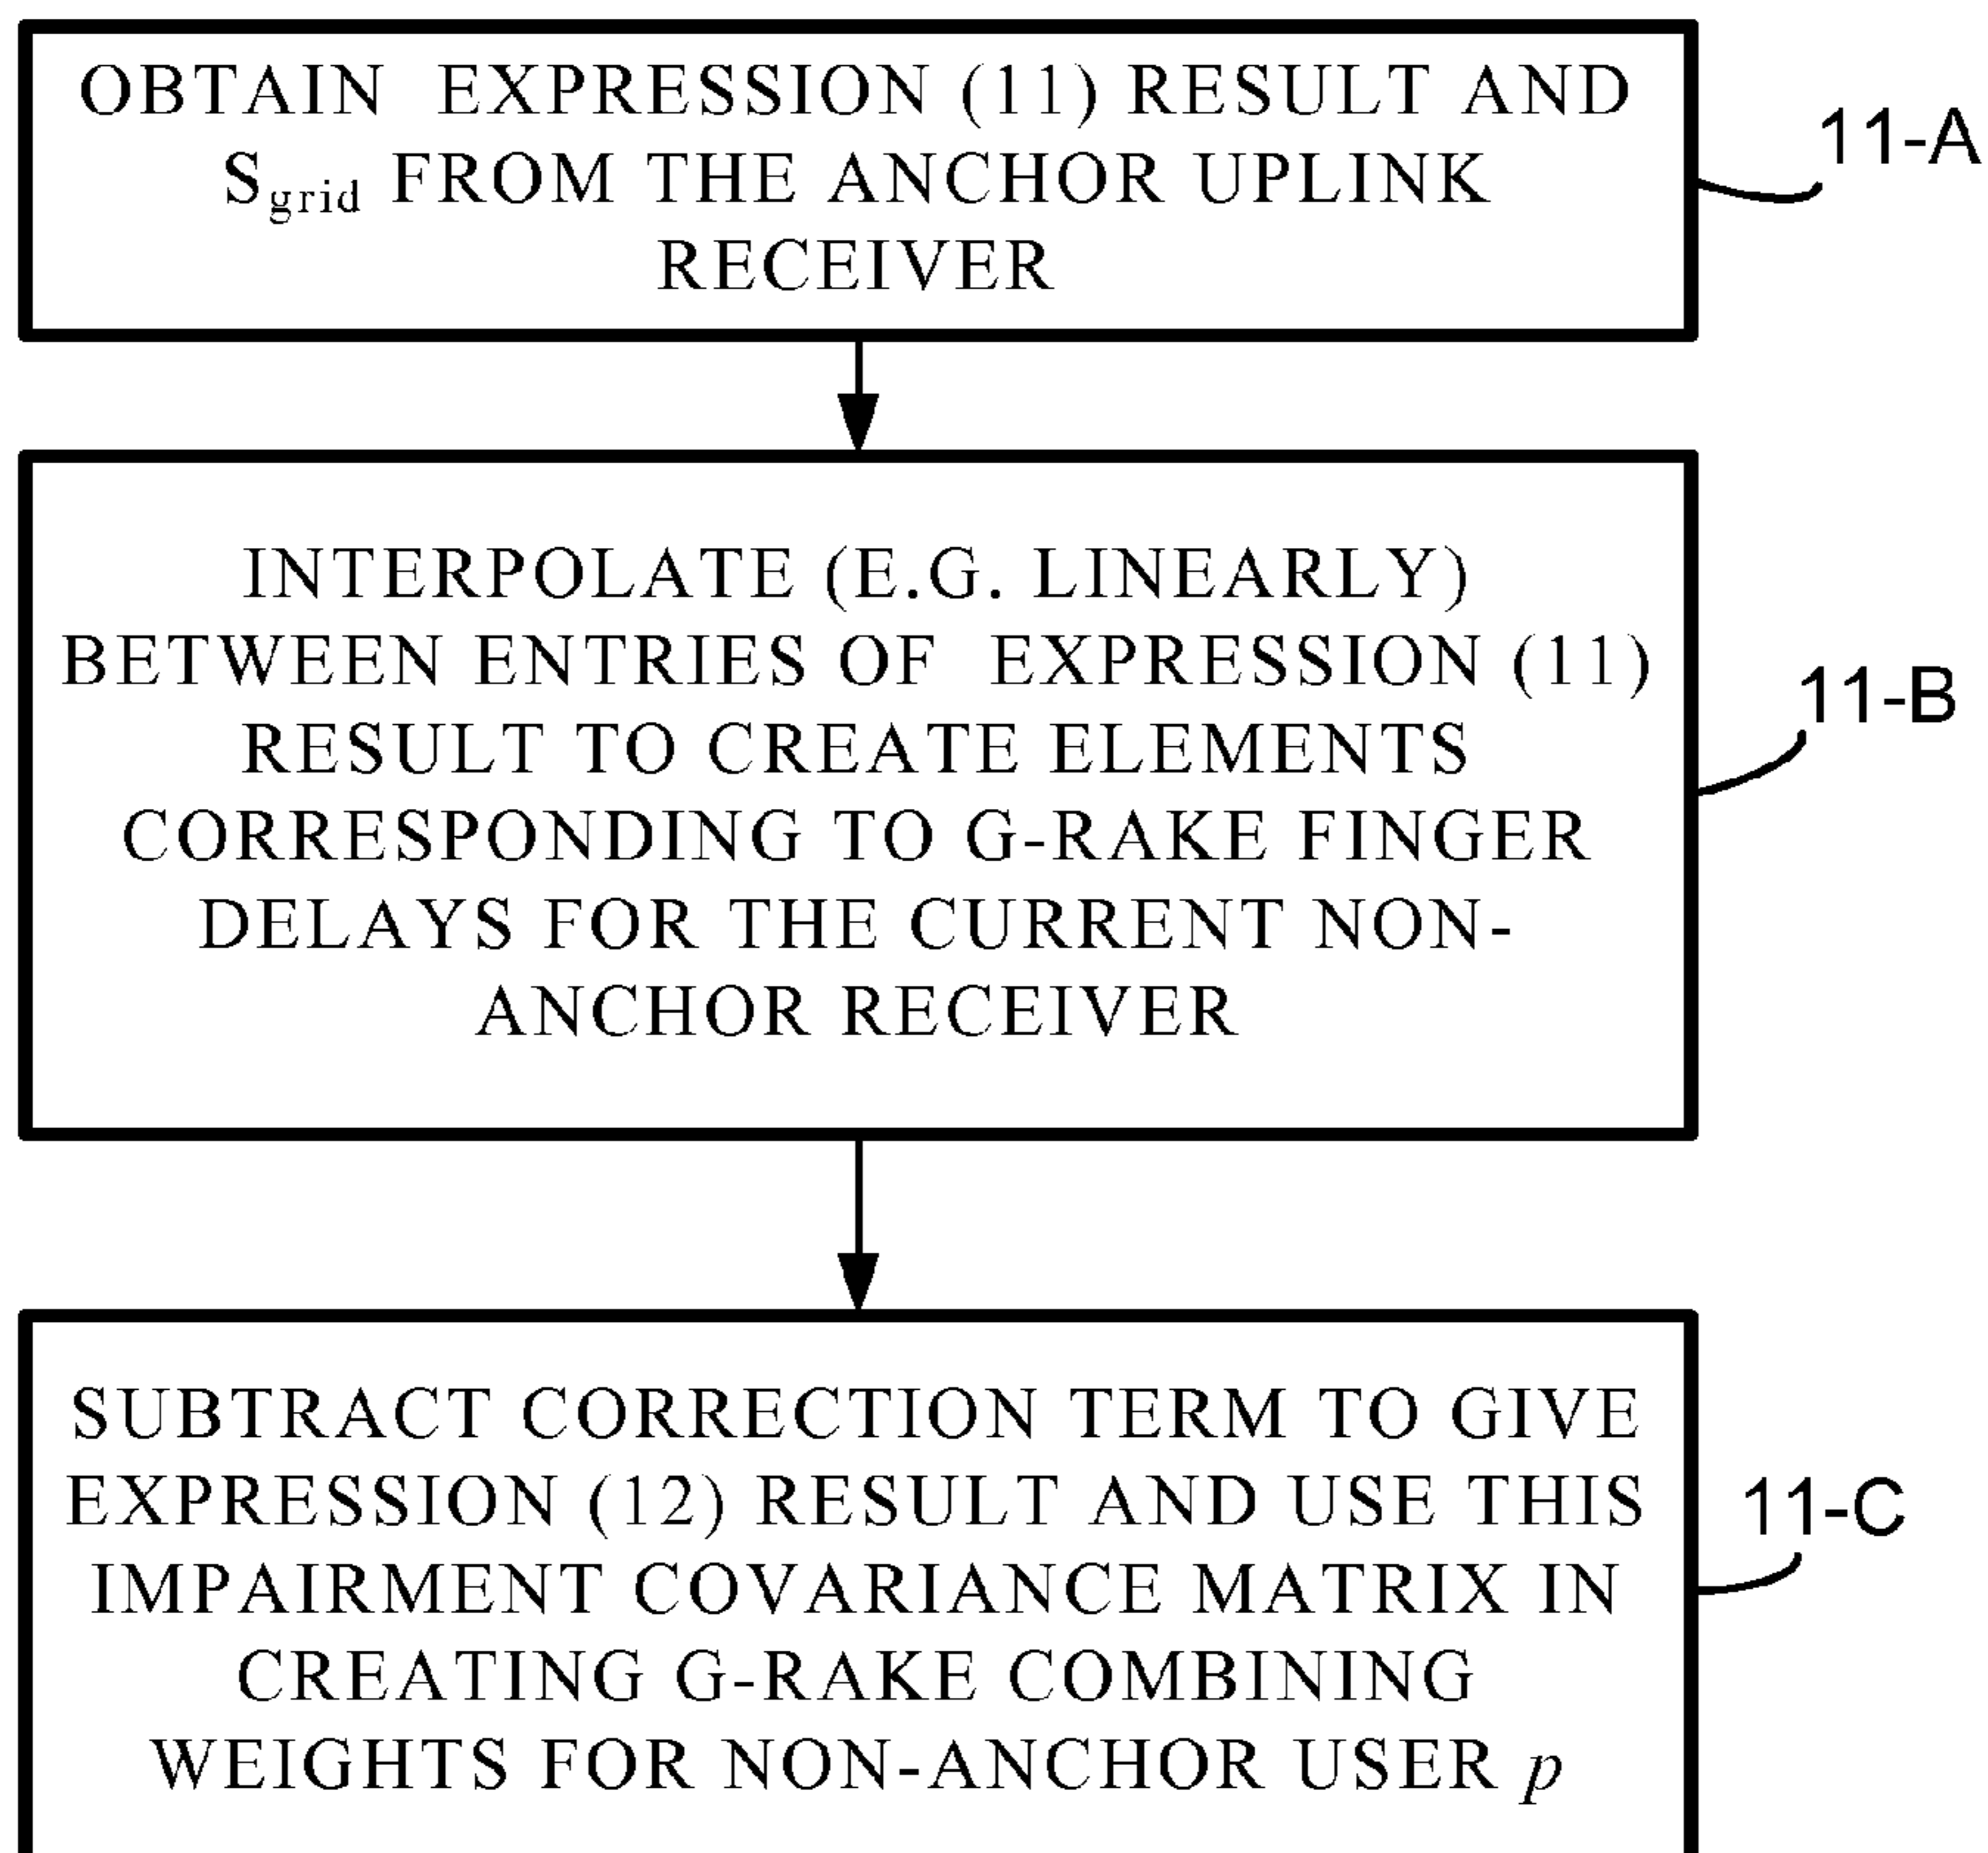 OBTAIN EXPRESSION (11) RESULT AND
S_grid FROM THE ANCHOR UPLINK
RECEIVER
11-A
INTERPOLATE (E.G. LINEARLY)
BETWEEN ENTRIES OF EXPRESSION (11)
RESULT TO CREATE ELEMENTS
CORRESPONDING TO G-RAKE FINGER
DELAYS FOR THE CURRENT NON-
ANCHOR RECEIVER
11-B
SUBTRACT CORRECTION TERM TO GIVE
EXPRESSION (12) RESULT AND USE THIS
IMPAIRMENT COVARIANCE MATRIX IN
CREATING G-RAKE COMBINING
WEIGHTS FOR NON-ANCHOR USER p
11-C